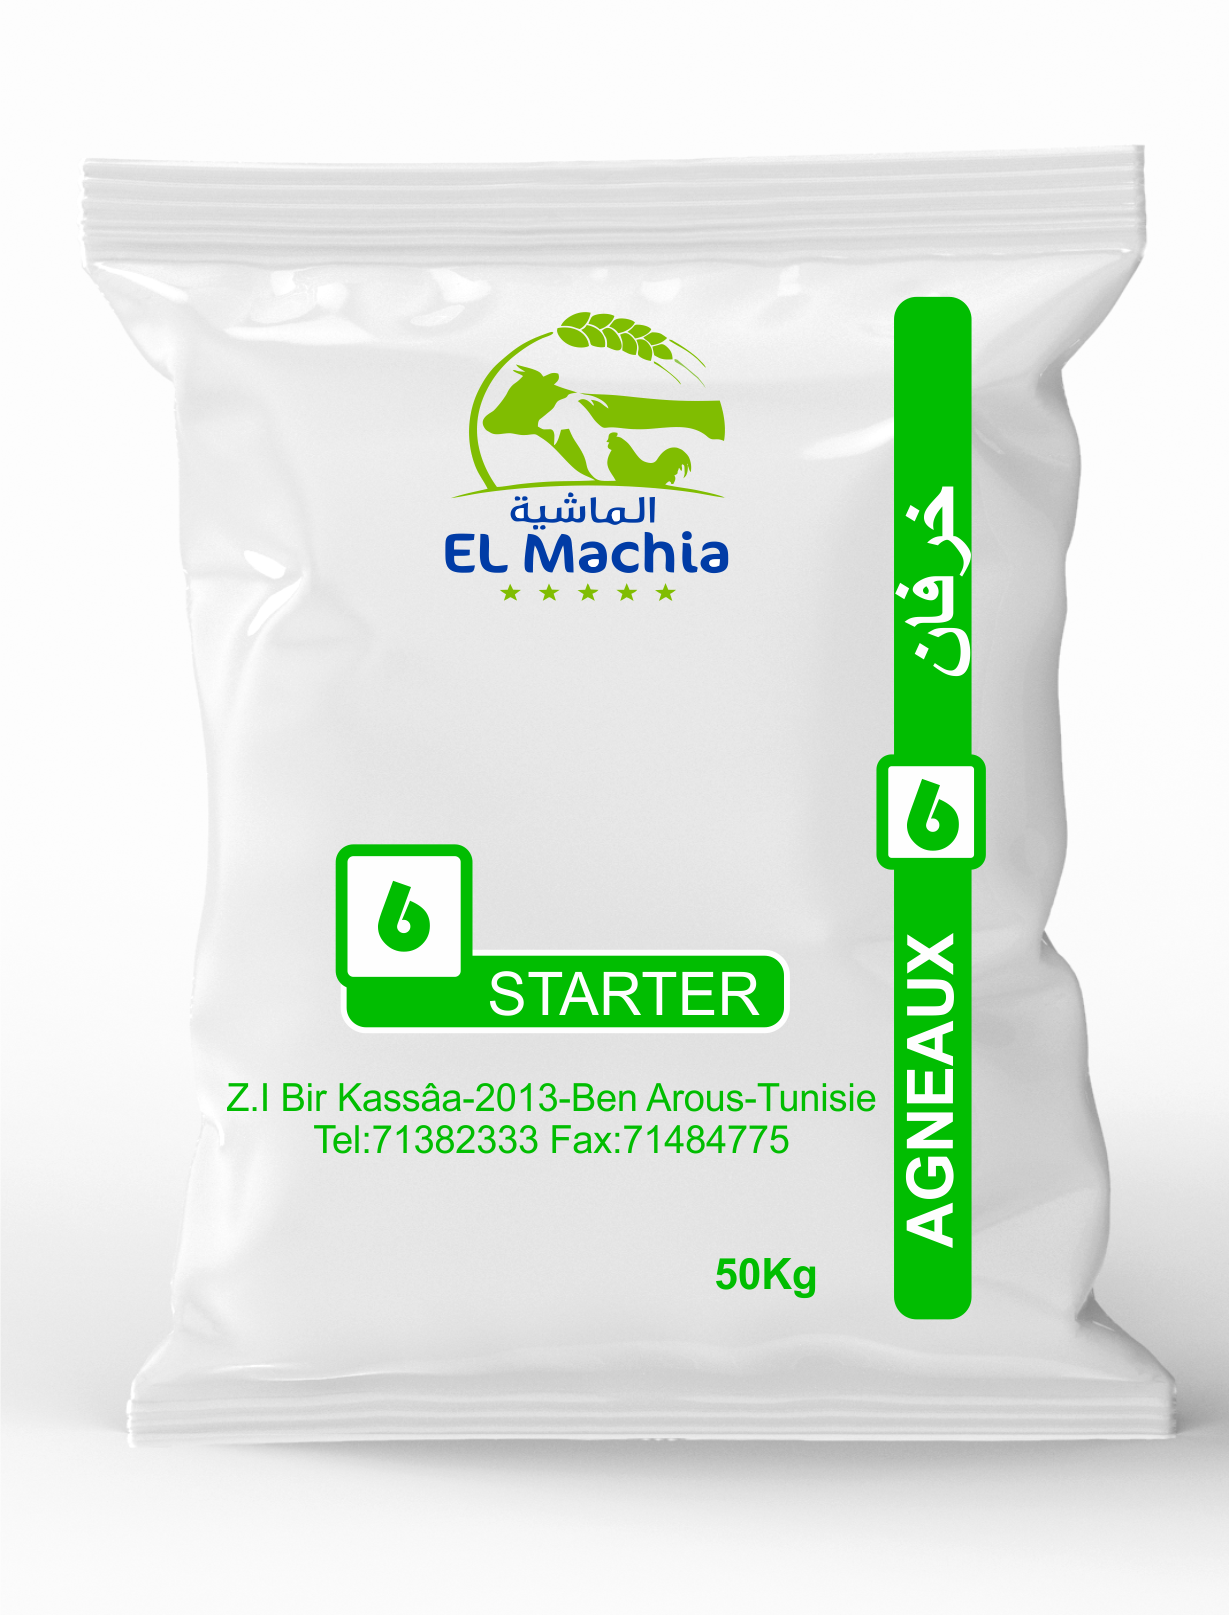 الماشية
EL Machia
خرفان
6
AGNEAUX
6
STARTER
Z.I Bir Kassâa-2013-Ben Arous-Tunisie
Tel:71382333 Fax:71484775
50Kg